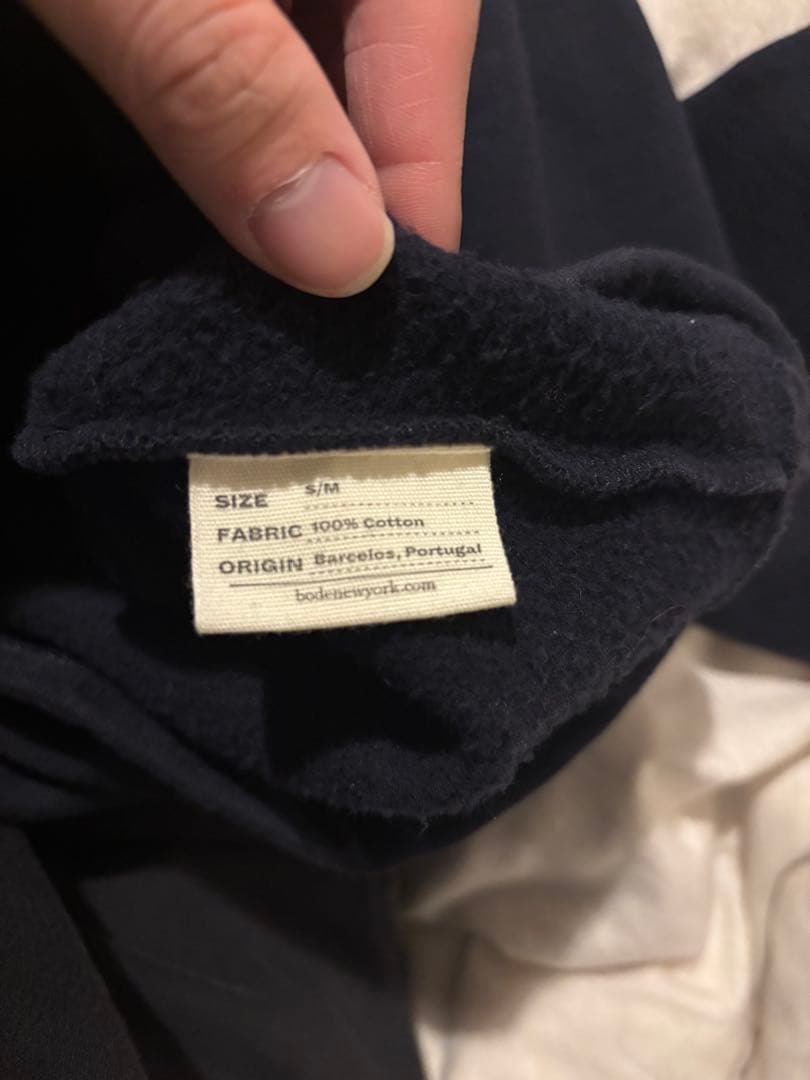 SIZE S/M
FABRIC 100% Cotton
ORIGIN Barcelos, Portugal
bodenewyork.com